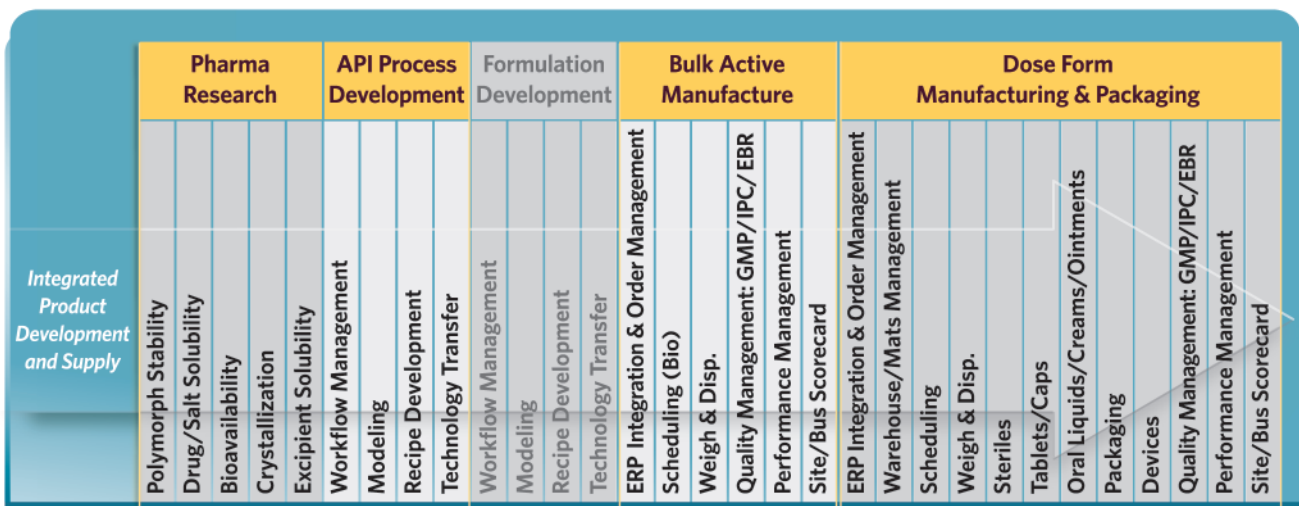 Pharma
Research
API Process
Development
Formulation
Development
Bulk Active
Manufacture
Dose Form
Manufacturing & Packaging
Integrated
Product
Development
and Supply
Polymorph Stability
Drug/Salt Solubility
Bioavailability
Crystallization
Excipient Solubility
Workflow Management
Modeling
Recipe Development
Technology Transfer
Workflow Management
Modeling
Recipe Development
Technology Transfer
ERP Integration & Order Management
Scheduling (Bio)
Weigh & Disp.
Quality Management: GMP/IPC/ EBR
Performance Management
Site/Bus Scorecard
ERP Integration & Order Management
Warehouse/Mats Management
Scheduling
Weigh & Disp.
Steriles
Tablets/Caps
Oral Liquids/Creams/Ointments
Packaging
Devices
Quality Management: GMP/IPC/EBR
Performance Management
Site/Bus Scorecard